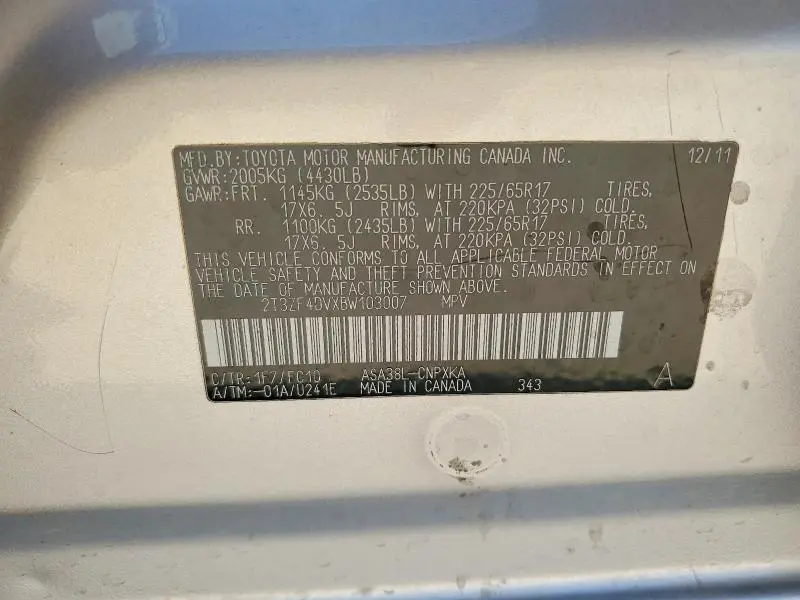 MFD. BY: TOYOTA MOTOR MANUFACTURING CANADA INC. 12/11
GVWR: 2005KG (4430LB)
GAWR: FRT. 1145KG (2535LB) WITH 225/65R17 TIRES,
17X6. 5J RIMS, AT 220KPA (32PSI) COLD.
RR. 1100KG (2435LB) WITH 225/65R17 TIRES,
17X6. 5J RIMS, AT 220KPA (32PSI) COLD.
THIS VEHICLE CONFORMS TO ALL APPLICABLE FEDERAL MOTOR
VEHICLE SAFETY AND THEFT PREVENTION STANDARDS IN EFFECT ON
THE DATE OF MANUFACTURE SHOWN ABOVE.
2T3ZF4DVXBW103007 MPV
C/TR: 1F7/FC10 ASA38L-CNPXKA
A/TM: -01A/U241E MADE IN CANADA 343 A